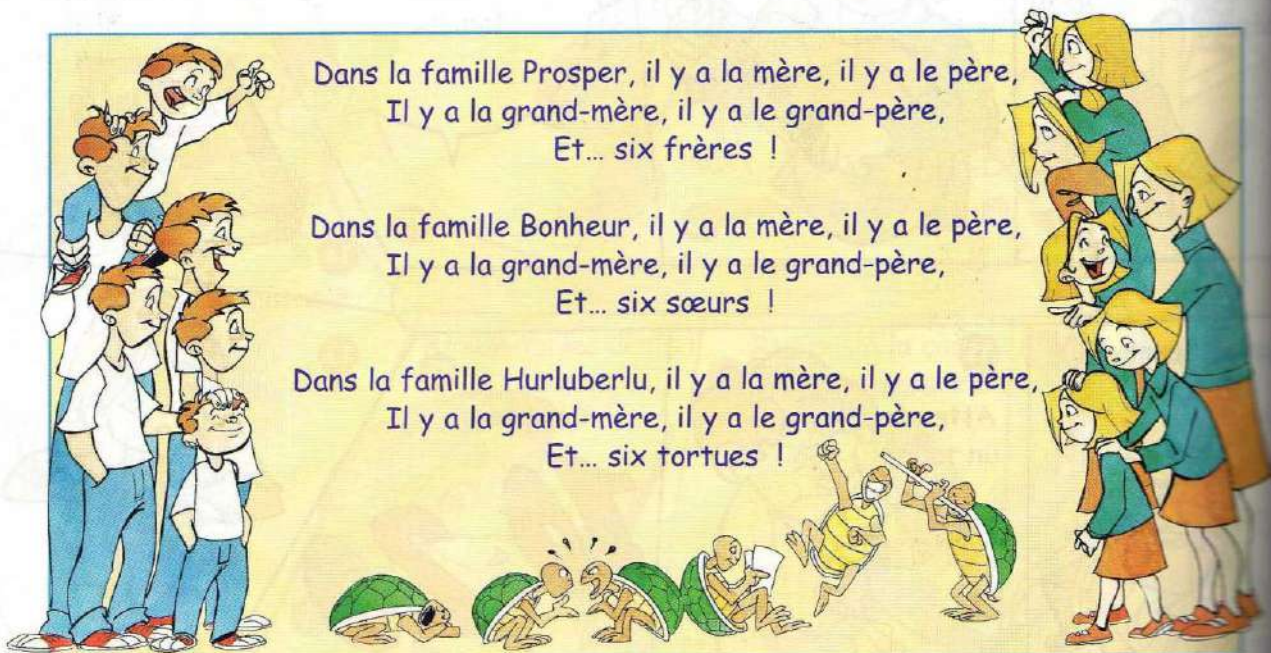 Dans la famille Prosper, il y a la mère, il y a le père,
Il y a la grand-mère, il y a le grand-père,
Et... six frères !
Dans la famille Bonheur, il y a la mère, il y a le père,
Il y a la grand-mère, il y a le grand-père,
Et... six sœurs !
Dans la famille Hurluberlu, il y a la mère, il y a le père,
Il y a la grand-mère, il y a le grand-père,
Et... six tortues !